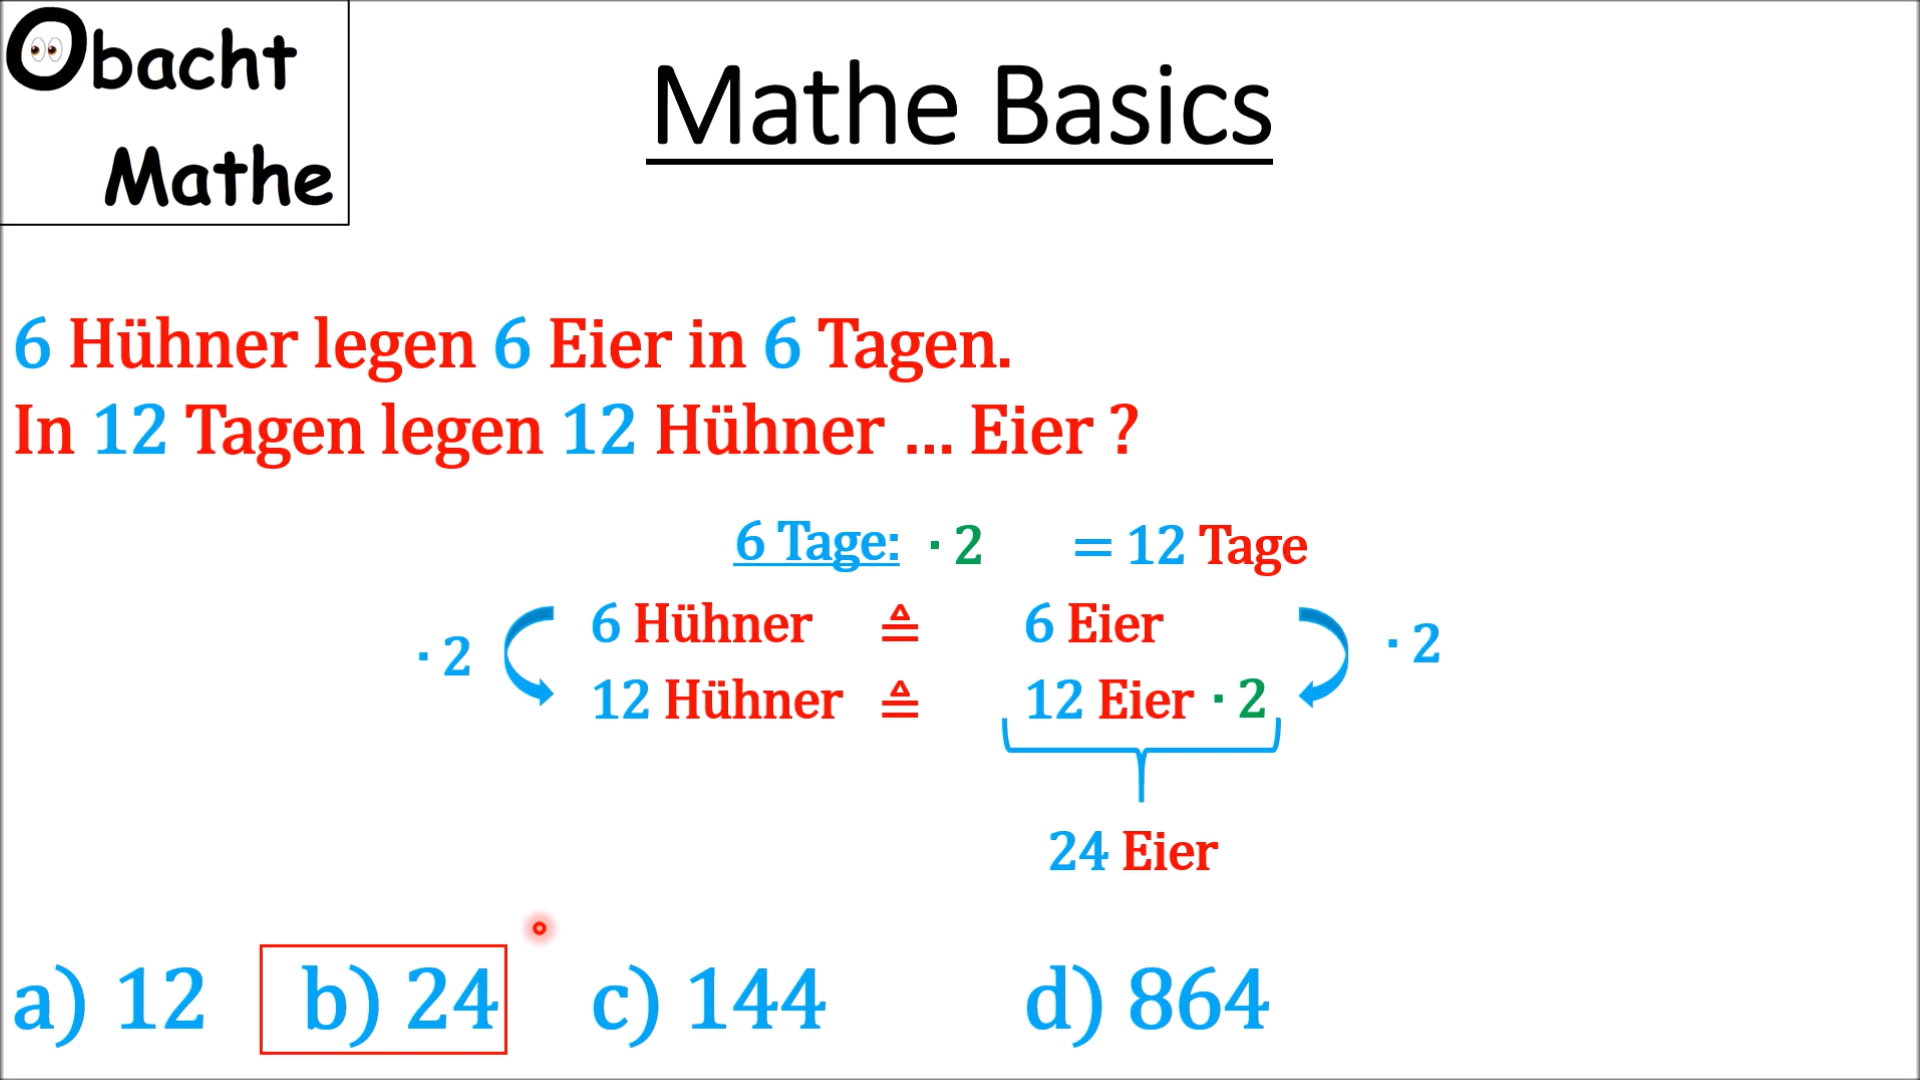 Obacht
Mathe
Mathe Basics
6 Hühner legen 6 Eier in 6 Tagen.
In 12 Tagen legen 12 Hühner ... Eier ?
6 Tage: · 2 = 12 Tage
6 Hühner ≙ 6 Eier
· 2 · 2
12 Hühner ≙ 12 Eier · 2
24 Eier
a) 12 b) 24 c) 144 d) 864